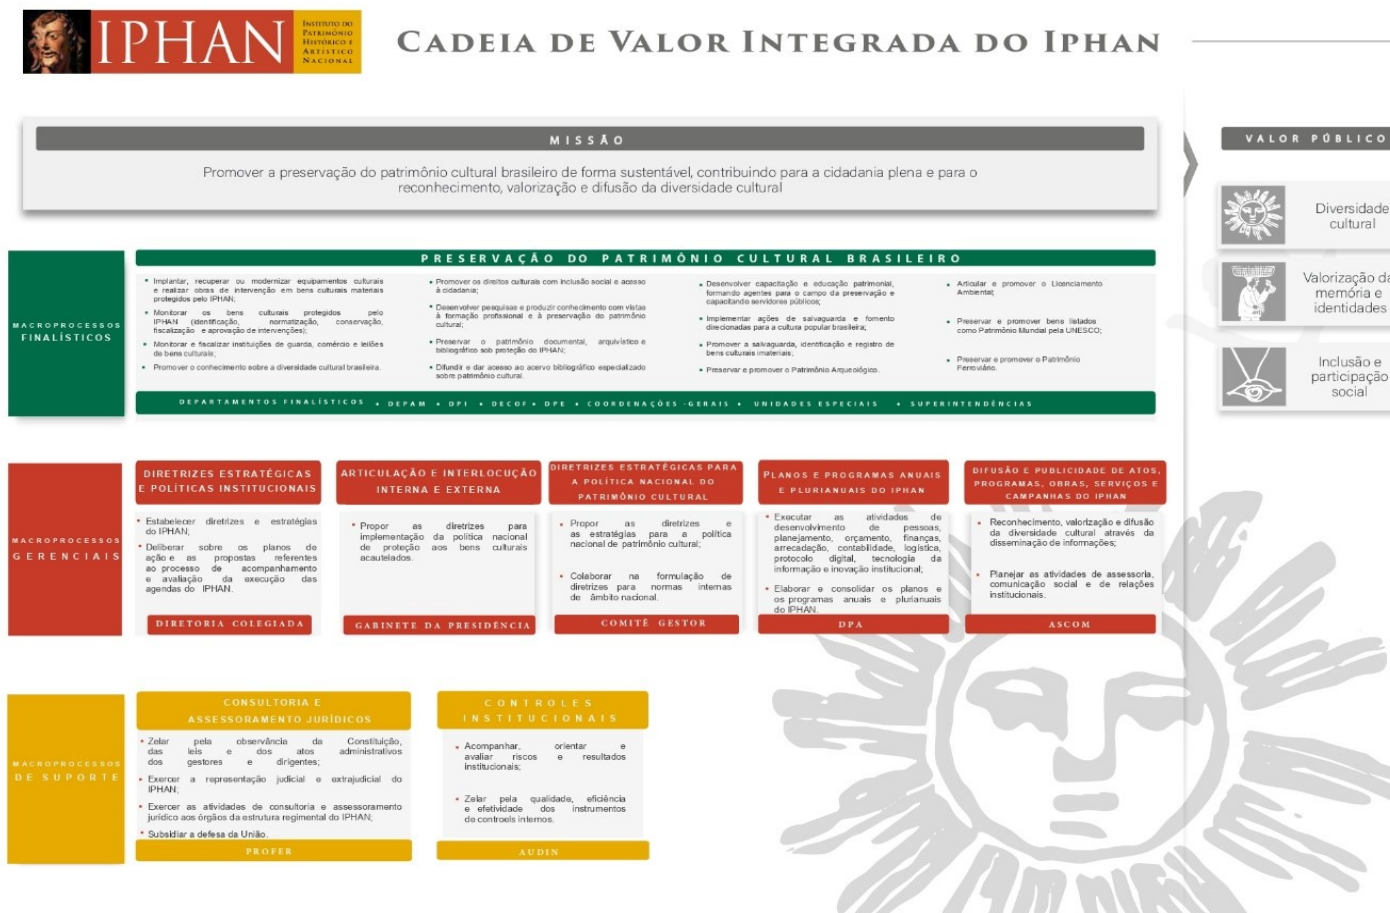 IPHAN
INSTITUTO DO
PATRIMÔNIO
HISTÓRICO E
ARTÍSTICO
NACIONAL
CADEIA DE VALOR INTEGRADA DO IPHAN
MISSÃO
Promover a preservação do patrimônio cultural brasileiro de forma sustentável, contribuindo para a cidadania plena e para o
reconhecimento, valorização e difusão da diversidade cultural
VALOR PÚBLICO
Diversidade
cultural
Valorização da
memória e
identidades
Inclusão e
participação
social
MACROPROCESSOS
FINALÍSTICOS
PRESERVAÇÃO DO PATRIMÔNIO CULTURAL BRASILEIRO
• Implantar, recuperar ou modernizar equipamentos culturais
e realizar obras de intervenção em bens culturais materiais
protegidos pelo IPHAN;
• Monitorar os bens culturais protegidos pelo
IPHAN (identificação, normatização, conservação,
fiscalização e aprovação de intervenções);
• Monitorar e fiscalizar instituições de guarda, comércio e leilões
de bens culturais;
• Promover o conhecimento sobre a diversidade cultural brasileira.
• Promover os direitos culturais com inclusão social e acesso
à cidadania;
• Desenvolver pesquisas e produzir conhecimento com vistas
à formação profissional e à preservação do patrimônio
cultural;
• Preservar o patrimônio documental, arquivístico e
bibliográfico sob proteção do IPHAN;
• Difundir e dar acesso ao acervo bibliográfico especializado
sobre patrimônio cultural.
• Desenvolver capacitação e educação patrimonial,
formando agentes para o campo da preservação e
capacitando servidores públicos;
• Implementar ações de salvaguarda e fomento
direcionadas para a cultura popular brasileira;
• Promover a salvaguarda, identificação e registro de
bens culturais imateriais;
• Preservar e promover o Patrimônio Arqueológico.
• Articular e promover o Licenciamento
Ambiental;
• Preservar e promover bens listados
como Patrimônio Mundial pela UNESCO;
• Preservar e promover o Patrimônio
Ferroviário.
DEPARTAMENTOS FINALÍSTICOS • DEPAM • DPI • DECOF • DPE • COORDENAÇÕES -GERAIS • UNIDADES ESPECIAIS • SUPERINTENDÊNCIAS
MACROPROCESSOS
GERENCIAIS
DIRETRIZES ESTRATÉGICAS
E POLÍTICAS INSTITUCIONAIS
• Estabelecer diretrizes e estratégias
do IPHAN;
• Deliberar sobre os planos de
ação e as propostas referentes
ao processo de acompanhamento
e avaliação da execução das
agendas do IPHAN.
DIRETORIA COLEGIADA
ARTICULAÇÃO E INTERLOCUÇÃO
INTERNA E EXTERNA
• Propor as diretrizes para
implementação da política nacional
de proteção aos bens culturais
acautelados.
GABINETE DA PRESIDÊNCIA
DIRETRIZES ESTRATÉGICAS PARA
A POLÍTICA NACIONAL DO
PATRIMÔNIO CULTURAL
• Propor as diretrizes e
as estratégias para a política
nacional de patrimônio cultural;
• Colaborar na formulação de
diretrizes para normas internas
de âmbito nacional.
COMITÊ GESTOR
PLANOS E PROGRAMAS ANUAIS
E PLURIANUAIS DO IPHAN
• Executar as atividades de
desenvolvimento de pessoas,
planejamento, orçamento, finanças,
arrecadação, contabilidade, logística,
protocolo digital, tecnologia da
informação e inovação institucional;
• Elaborar e consolidar os planos e
os programas anuais e plurianuais
do IPHAN.
DPA
DIFUSÃO E PUBLICIDADE DE ATOS,
PROGRAMAS, OBRAS, SERVIÇOS E
CAMPANHAS DO IPHAN
• Reconhecimento, valorização e difusão
da diversidade cultural através da
disseminação de informações;
• Planejar as atividades de assessoria,
comunicação social e de relações
institucionais.
ASCOM
MACROPROCESSOS
DE SUPORTE
CONSULTORIA E
ASSESSORAMENTO JURÍDICOS
• Zelar pela observância da Constituição,
das leis e dos atos administrativos
dos gestores e dirigentes;
• Exercer a representação judicial e extrajudicial do
IPHAN;
• Exercer as atividades de consultoria e assessoramento
jurídico aos órgãos da estrutura regimental do IPHAN;
• Subsidiar a defesa da União.
PROFER
CONTROLES
INSTITUCIONAIS
• Acompanhar, orientar e
avaliar riscos e resultados
institucionais;
• Zelar pela qualidade, eficiência
e efetividade dos instrumentos
de controels internos.
AUDIN